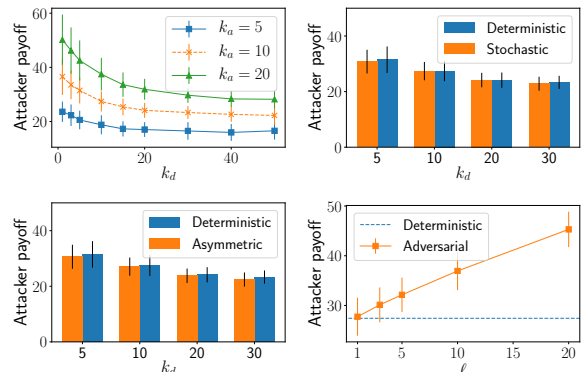 Attacker payoff
60
40
20
0
20
40
k_d
k_a = 5
k_a = 10
k_a = 20
Attacker payoff
40
20
0
5
10
20
30
k_d
Deterministic
Stochastic
Attacker payoff
40
20
0
5
10
20
30
k_d
Deterministic
Asymmetric
Attacker payoff
50
40
30
1
5
10
15
20
ℓ
Deterministic
Adversarial